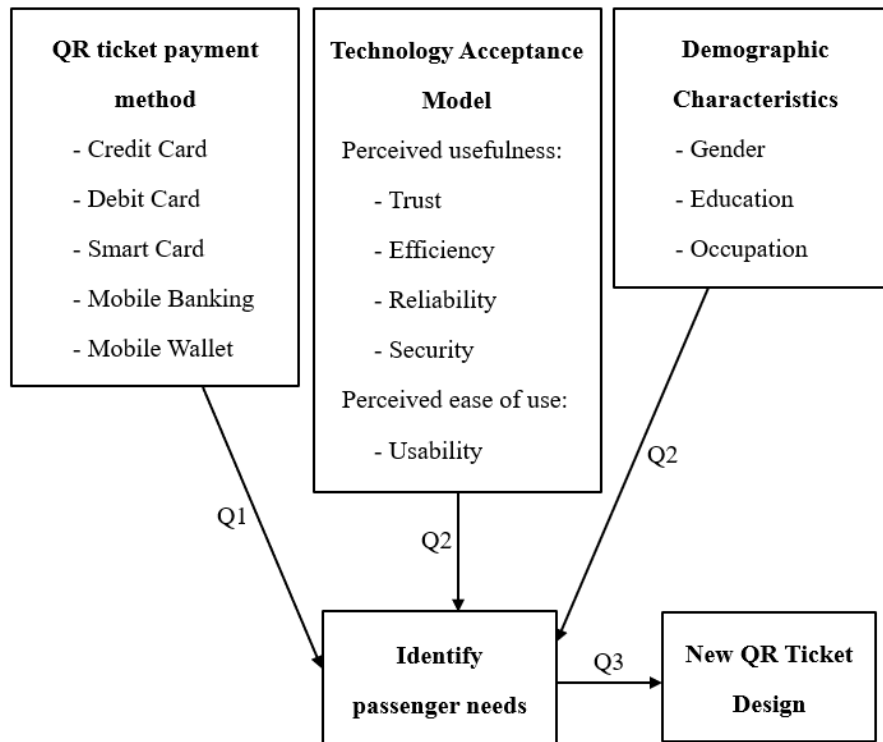 QR ticket payment
method
- Credit Card
- Debit Card
- Smart Card
- Mobile Banking
- Mobile Wallet
Technology Acceptance
Model
Perceived usefulness:
- Trust
- Efficiency
- Reliability
- Security
Perceived ease of use:
- Usability
Demographic
Characteristics
- Gender
- Education
- Occupation
Q1
Q2
Q2
Identify
passenger needs
Q3
New QR Ticket
Design